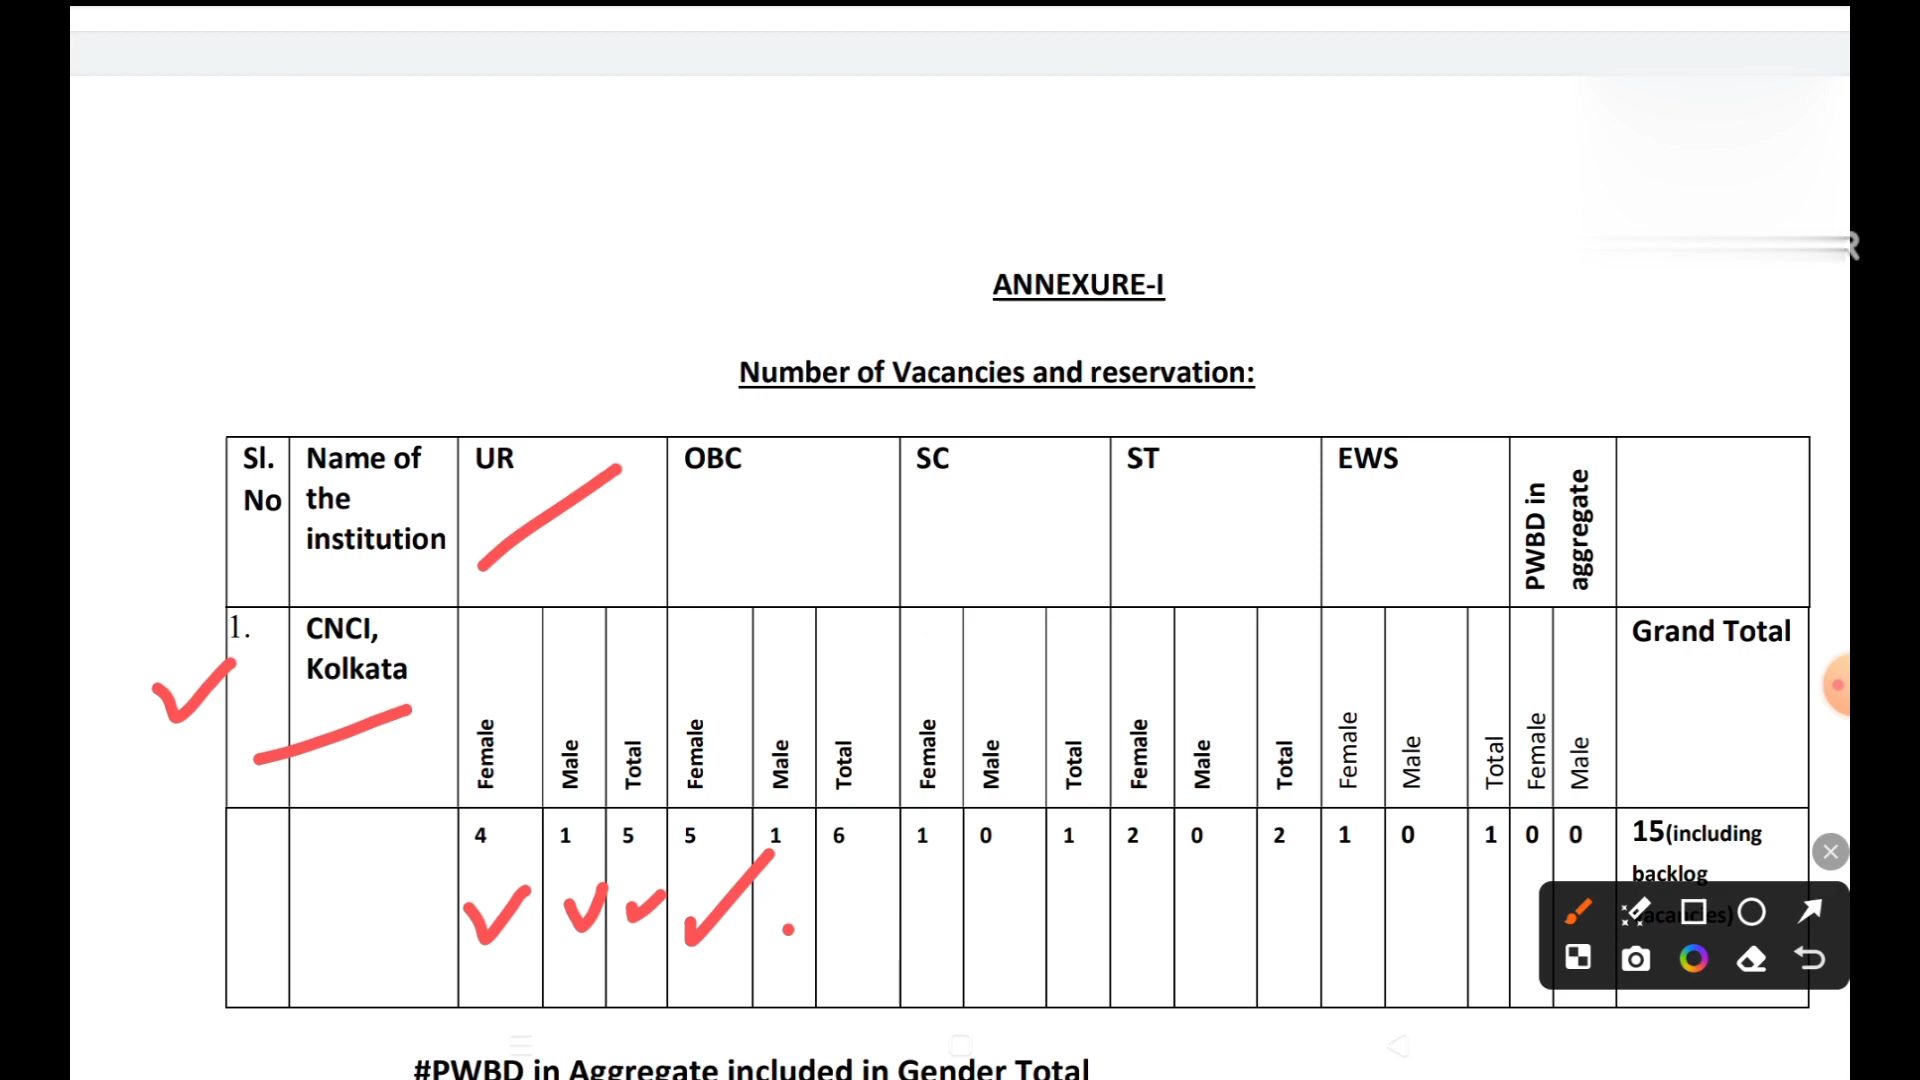 ANNEXURE-I
Number of Vacancies and reservation:
Sl. No
Name of the institution
UR
OBC
SC
ST
EWS
PWBD in aggregate
1.
CNCI, Kolkata
Female
Male
Total
Female
Male
Total
Female
Male
Total
Female
Male
Total
Female
Male
Total
Female
Male
Grand Total
4
1
5
5
1
6
1
0
1
2
0
2
1
0
1
0
0
15(including
backlog
vacancies)
#PWBD in Aggregate included in Gender Total